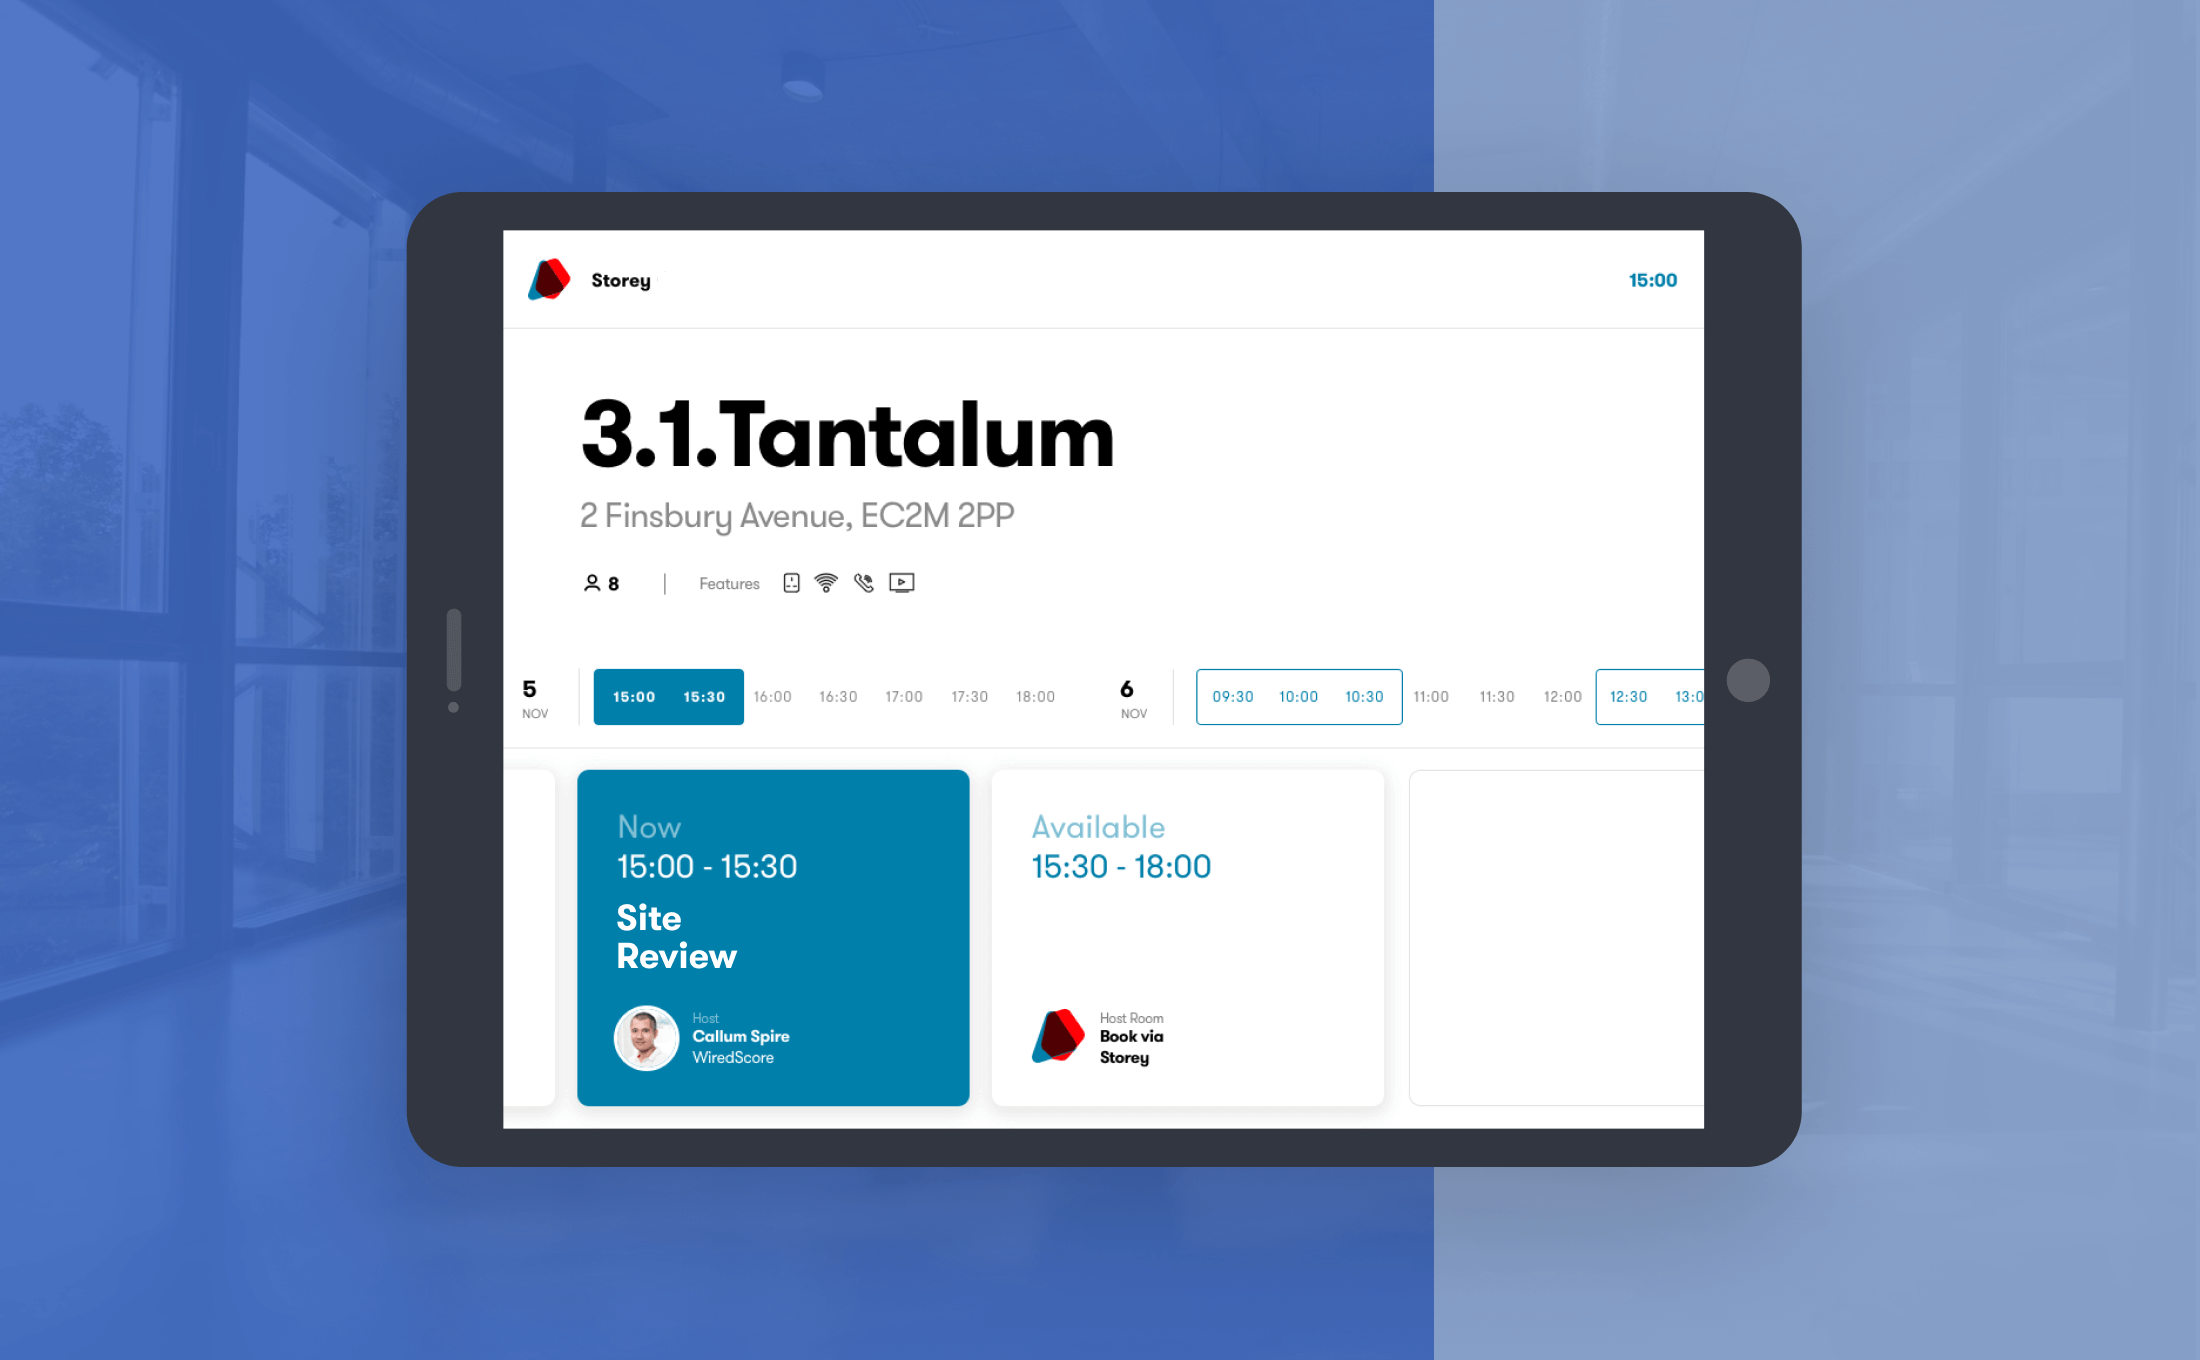 Storey
15:00
3.1.Tantalum
2 Finsbury Avenue, EC2M 2PP
8 | Features
5 NOV 15:00 15:30 16:00 16:30 17:00 17:30 18:00 6 NOV 09:30 10:00 10:30 11:00 11:30 12:00 12:30 13:0
Now
15:00 - 15:30
Site
Review
Host
Callum Spire
WiredScore
Available
15:30 - 18:00
Host Room
Book via
Storey